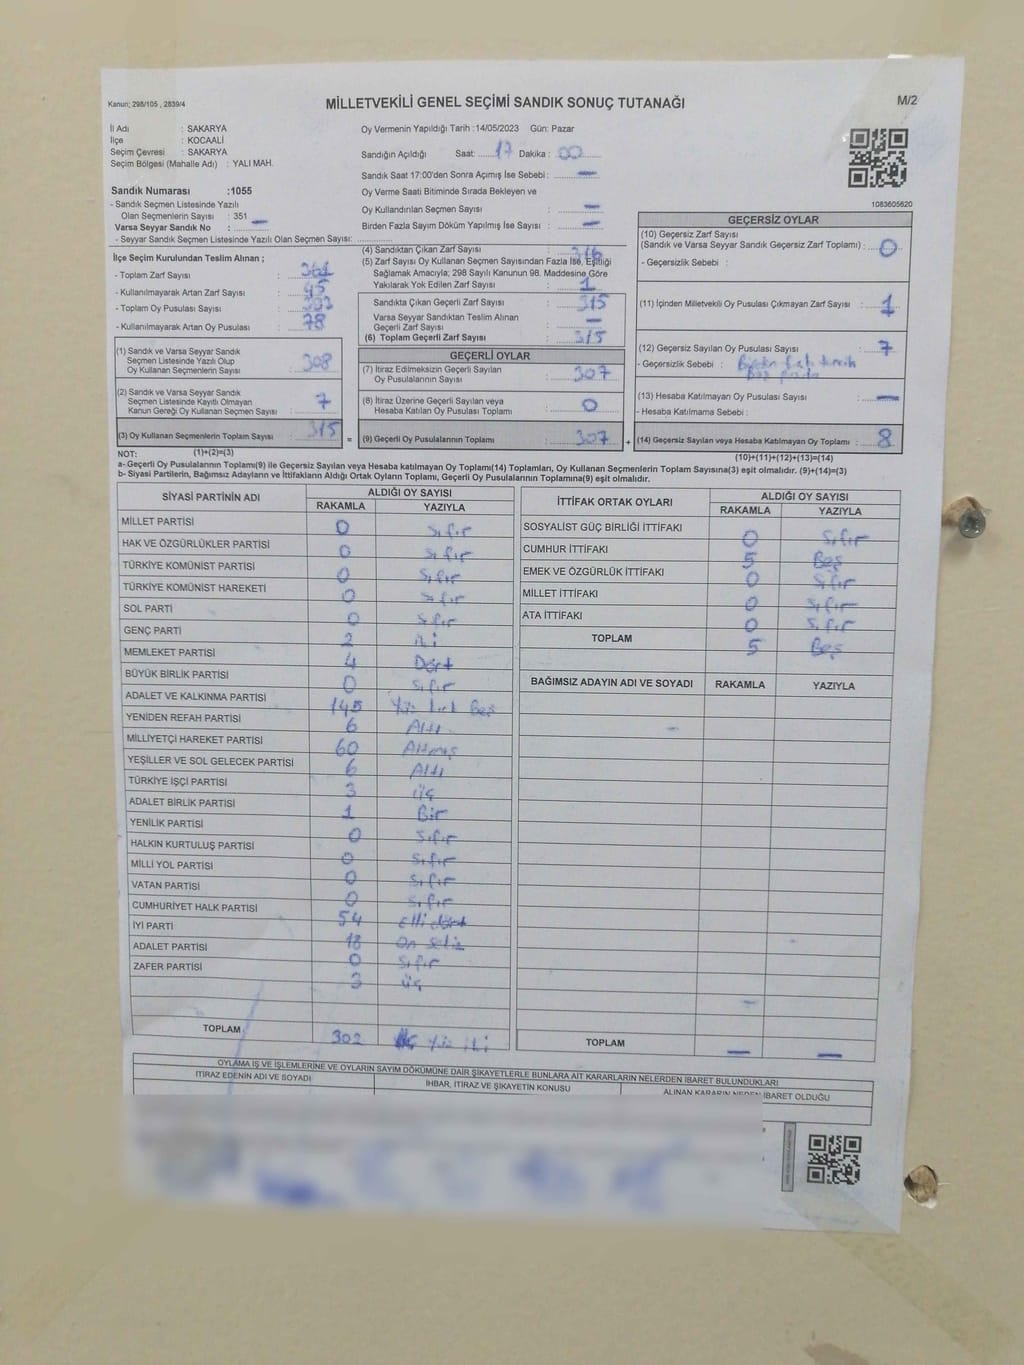 Kanun; 298/105 , 2839/4
MİLLETVEKİLİ GENEL SEÇİMİ SANDIK SONUÇ TUTANAĞI
M/2
İl Adı : SAKARYA
İlçe : KOCAALİ
Seçim Çevresi : SAKARYA
Seçim Bölgesi (Mahalle Adı) : YALI MAH.
Oy Vermenin Yapıldığı Tarih :14/05/2023 Gün: Pazar
Sandığın Açıldığı Saat: 17 Dakika : 00
Sandık Saat 17:00'den Sonra Açımış İse Sebebi : —
Oy Verme Saati Bitiminde Sırada Bekleyen ve
Oy Kullandırılan Seçmen Sayısı : —
Birden Fazla Sayım Döküm Yapılmış İse Sayısı : —
1083605620
Sandık Numarası :1055
- Sandık Seçmen Listesinde Yazılı
Olan Seçmenlerin Sayısı : 351
Varsa Seyyar Sandık No : —
- Seyyar Sandık Seçmen Listesinde Yazılı Olan Seçmen Sayısı:
İlçe Seçim Kurulundan Teslim Alınan ;
- Toplam Zarf Sayısı :
- Kullanılmayarak Artan Zarf Sayısı : 45
- Toplam Oy Pusulası Sayısı :
- Kullanılmayarak Artan Oy Pusulası : 78
(1) Sandık ve Varsa Seyyar Sandık
Seçmen Listesinde Yazılı Olup
Oy Kullanan Seçmenlerin Sayısı : 308
(2) Sandık ve Varsa Seyyar Sandık
Seçmen Listesinde Kayıtlı Olmayan
Kanun Gereği Oy Kullanan Seçmen Sayısı : 7
(3) Oy Kullanan Seçmenlerin Toplam Sayısı : 315
(1)+(2)=(3)
(4) Sandıktan Çıkan Zarf Sayısı : 316
(5) Zarf Sayısı Oy Kullanan Seçmen Sayısından Fazla İse, Eşitliği
Sağlamak Amacıyla; 298 Sayılı Kanunun 98. Maddesine Göre
Yakılarak Yok Edilen Zarf Sayısı : 1
Sandıkta Çıkan Geçerli Zarf Sayısı : 315
Varsa Seyyar Sandıktan Teslim Alınan
Geçerli Zarf Sayısı : —
(6) Toplam Geçerli Zarf Sayısı : 315
GEÇERLİ OYLAR
(7) İtiraz Edilmeksizin Geçerli Sayılan
Oy Pusulalarının Sayısı : 307
(8) İtiraz Üzerine Geçerli Sayılan veya
Hesaba Katılan Oy Pusulası Toplamı : 0
= (9) Geçerli Oy Pusulalarının Toplamı : 307 +
GEÇERSİZ OYLAR
(10) Geçersiz Zarf Sayısı
(Sandık ve Varsa Seyyar Sandık Geçersiz Zarf Toplamı) : 0
- Geçersizlik Sebebi :
(11) İçinden Milletvekili Oy Pusulası Çıkmayan Zarf Sayısı : 1
(12) Geçersiz Sayılan Oy Pusulası Sayısı : 7
- Geçersizlik Sebebi : Birden
(13) Hesaba Katılmayan Oy Pusulası Sayısı : —
- Hesaba Katılmama Sebebi :
(14) Geçersiz Sayılan veya Hesaba Katılmayan Oy Toplamı : 8
(10)+(11)+(12)+(13)=(14)
NOT:
a- Geçerli Oy Pusulalarının Toplamı(9) ile Geçersiz Sayılan veya Hesaba katılmayan Oy Toplamı(14) Toplamları, Oy Kullanan Seçmenlerin Toplam Sayısına(3) eşit olmalıdır. (9)+(14)=(3)
b- Siyasi Partilerin, Bağımsız Adayların ve İttifakların Aldığı Ortak Oyların Toplamı, Geçerli Oy Pusulalarının Toplamına(9) eşit olmalıdır.
SİYASİ PARTİNİN ADI ALDIĞI OY SAYISI
RAKAMLA YAZIYLA
MİLLET PARTİSİ 0 Sıfır
HAK VE ÖZGÜRLÜKLER PARTİSİ 0 Sıfır
TÜRKİYE KOMÜNİST PARTİSİ 0 Sıfır
TÜRKİYE KOMÜNİST HAREKETİ 0 Sıfır
SOL PARTİ 0 Sıfır
GENÇ PARTİ 2 iki
MEMLEKET PARTİSİ 4 Dört
BÜYÜK BİRLİK PARTİSİ 0 Sıfır
ADALET VE KALKINMA PARTİSİ 145 Yüz kırk Beş
YENİDEN REFAH PARTİSİ 6 Altı
MİLLİYETÇİ HAREKET PARTİSİ 60 Altmış
YEŞİLLER VE SOL GELECEK PARTİSİ 6 Altı
TÜRKİYE İŞÇİ PARTİSİ 3 üç
ADALET BİRLİK PARTİSİ 1 Bir
YENİLİK PARTİSİ 0 Sıfır
HALKIN KURTULUŞ PARTİSİ 0 Sıfır
MİLLİ YOL PARTİSİ 0 Sıfır
VATAN PARTİSİ 0 Sıfır
CUMHURİYET HALK PARTİSİ 54 elli dört
İYİ PARTİ 18 on sekiz
ADALET PARTİSİ 0 Sıfır
ZAFER PARTİSİ 3 üç
TOPLAM 302 üç yüz iki
İTTİFAK ORTAK OYLARI ALDIĞI OY SAYISI
RAKAMLA YAZIYLA
SOSYALİST GÜÇ BİRLİĞİ İTTİFAKI 0 Sıfır
CUMHUR İTTİFAKI 5 Beş
EMEK VE ÖZGÜRLÜK İTTİFAKI 0 Sıfır
MİLLET İTTİFAKI 0 Sıfır
ATA İTTİFAKI 0 Sıfır
TOPLAM 5 Beş
BAĞIMSIZ ADAYIN ADI VE SOYADI RAKAMLA YAZIYLA
TOPLAM — —
OYLAMA İŞ VE İŞLEMLERİNE VE OYLARIN SAYIM DÖKÜMÜNE DAİR ŞİKAYETLERLE BUNLARA AİT KARARLARIN NELERDEN İBARET BULUNDUKLARI
İTİRAZ EDENİN ADI VE SOYADI İHBAR, İTİRAZ VE ŞİKAYETİN KONUSU ALINAN KARARIN NEDEN İBARET OLDUĞU